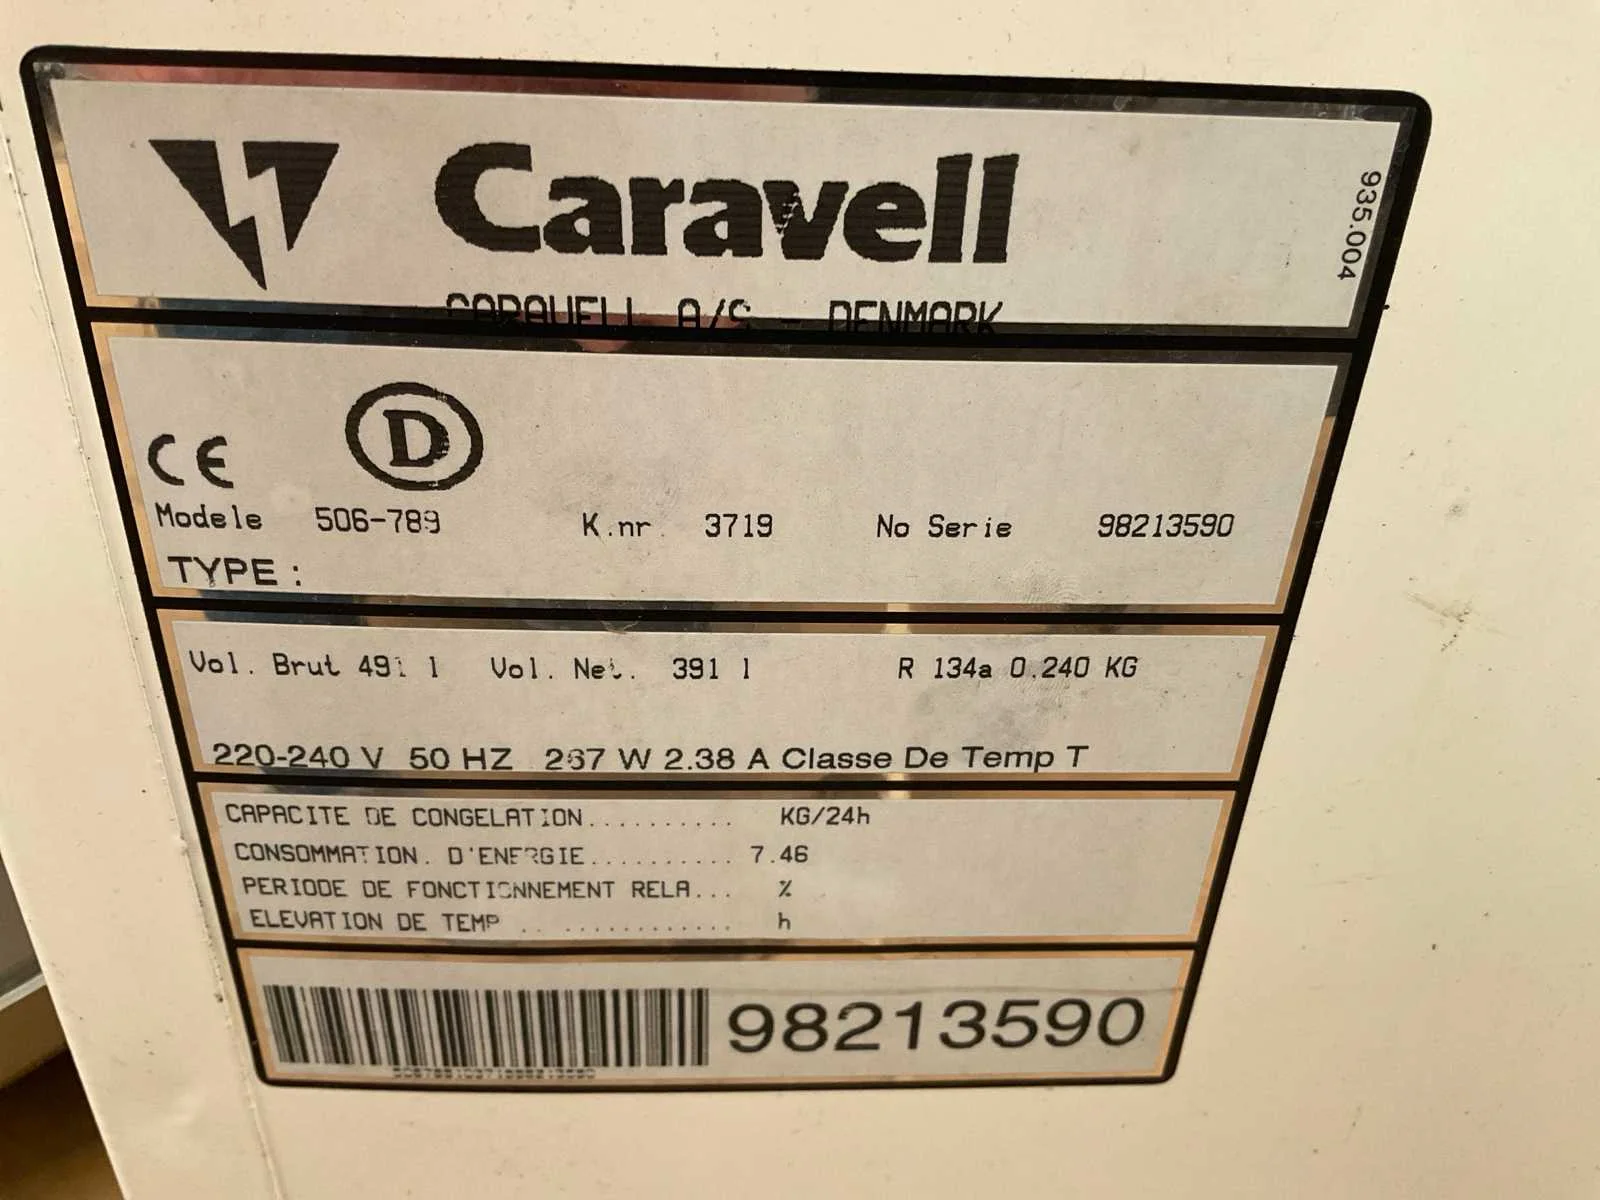 Caravell
935.004
CARAVELL A/S - DENMARK
D
CE
Modele 506-789 K.nr. 3719 No Serie 98213590
TYPE :
Vol. Brut 491 l Vol. Net. 391 l R 134a 0.240 KG
220-240 V 50 HZ 267 W 2.38 A Classe De Temp T
CAPACITE DE CONGELATION.......... KG/24h
CONSOMMATION. D'ENERGIE.......... 7.46
PERIODE DE FONCTIONNEMENT RELA... %
ELEVATION DE TEMP .. ............ h
98213590